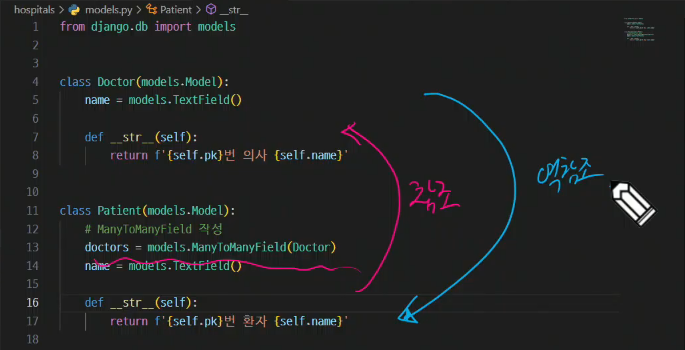 hospitals > models.py > Patient > __str__
1 from django.db import models
2
3
4 class Doctor(models.Model):
5 name = models.TextField()
6
7 def __str__(self):
8 return f'{self.pk}번 의사 {self.name}'
9
10
11 class Patient(models.Model):
12 # ManyToManyField 작성
13 doctors = models.ManyToManyField(Doctor)
14 name = models.TextField()
15
16 def __str__(self):
17 return f'{self.pk}번 환자 {self.name}'
18
참조
역참조